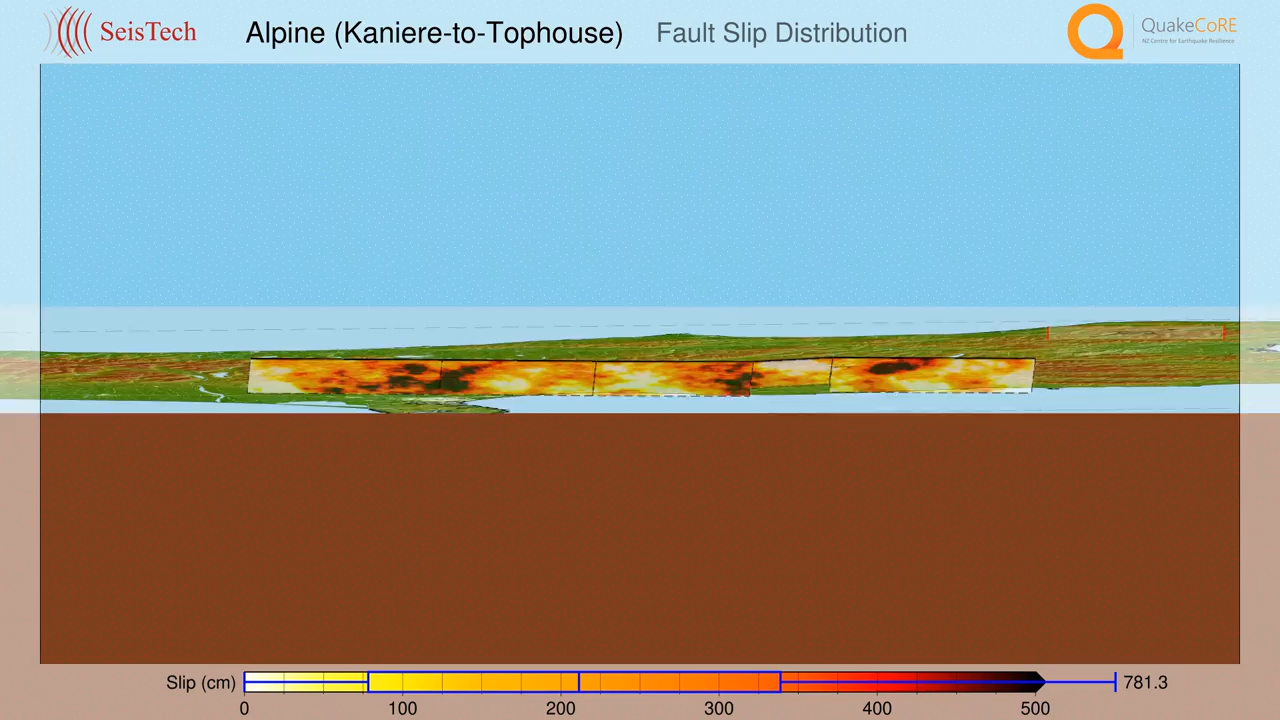 SeisTech
Alpine (Kaniere-to-Tophouse)
Fault Slip Distribution
QuakeCoRE
NZ Centre for Earthquake Resilience
Slip (cm)
781.3
0 100 200 300 400 500